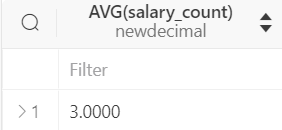 AVG(salary_count)
newdecimal
Filter
1 3.0000